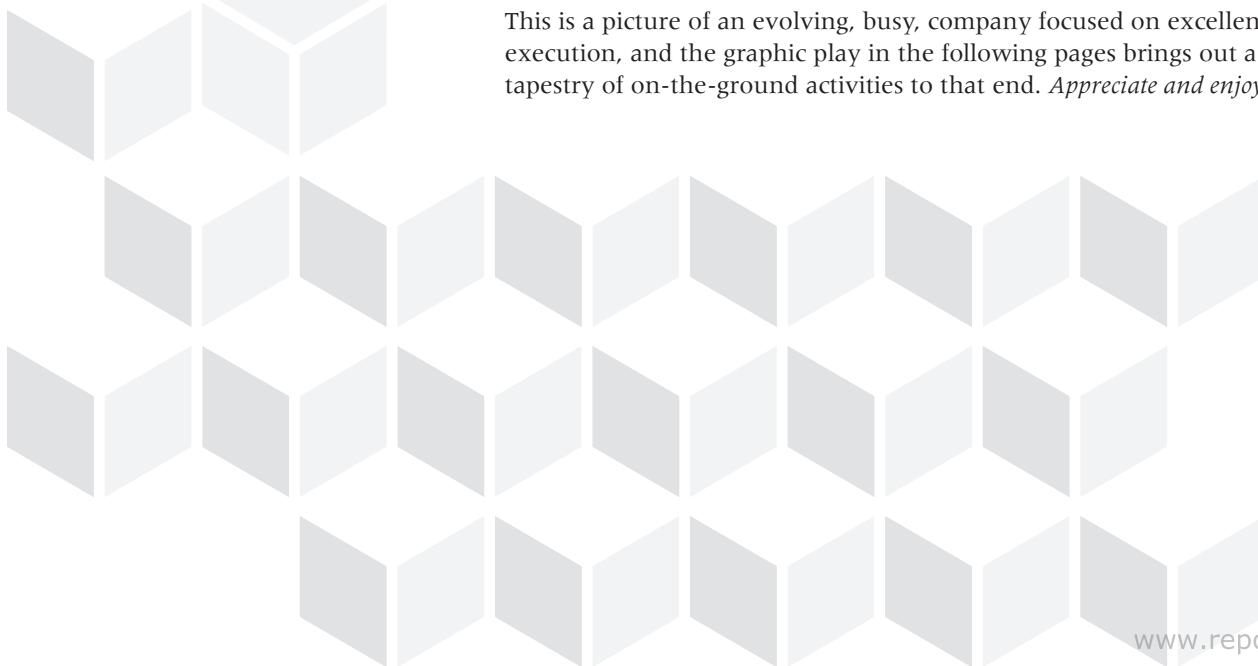 This is a picture of an evolving, busy, company focused on excellen
execution, and the graphic play in the following pages brings out a
tapestry of on-the-ground activities to that end. Appreciate and enjoy
www.repo